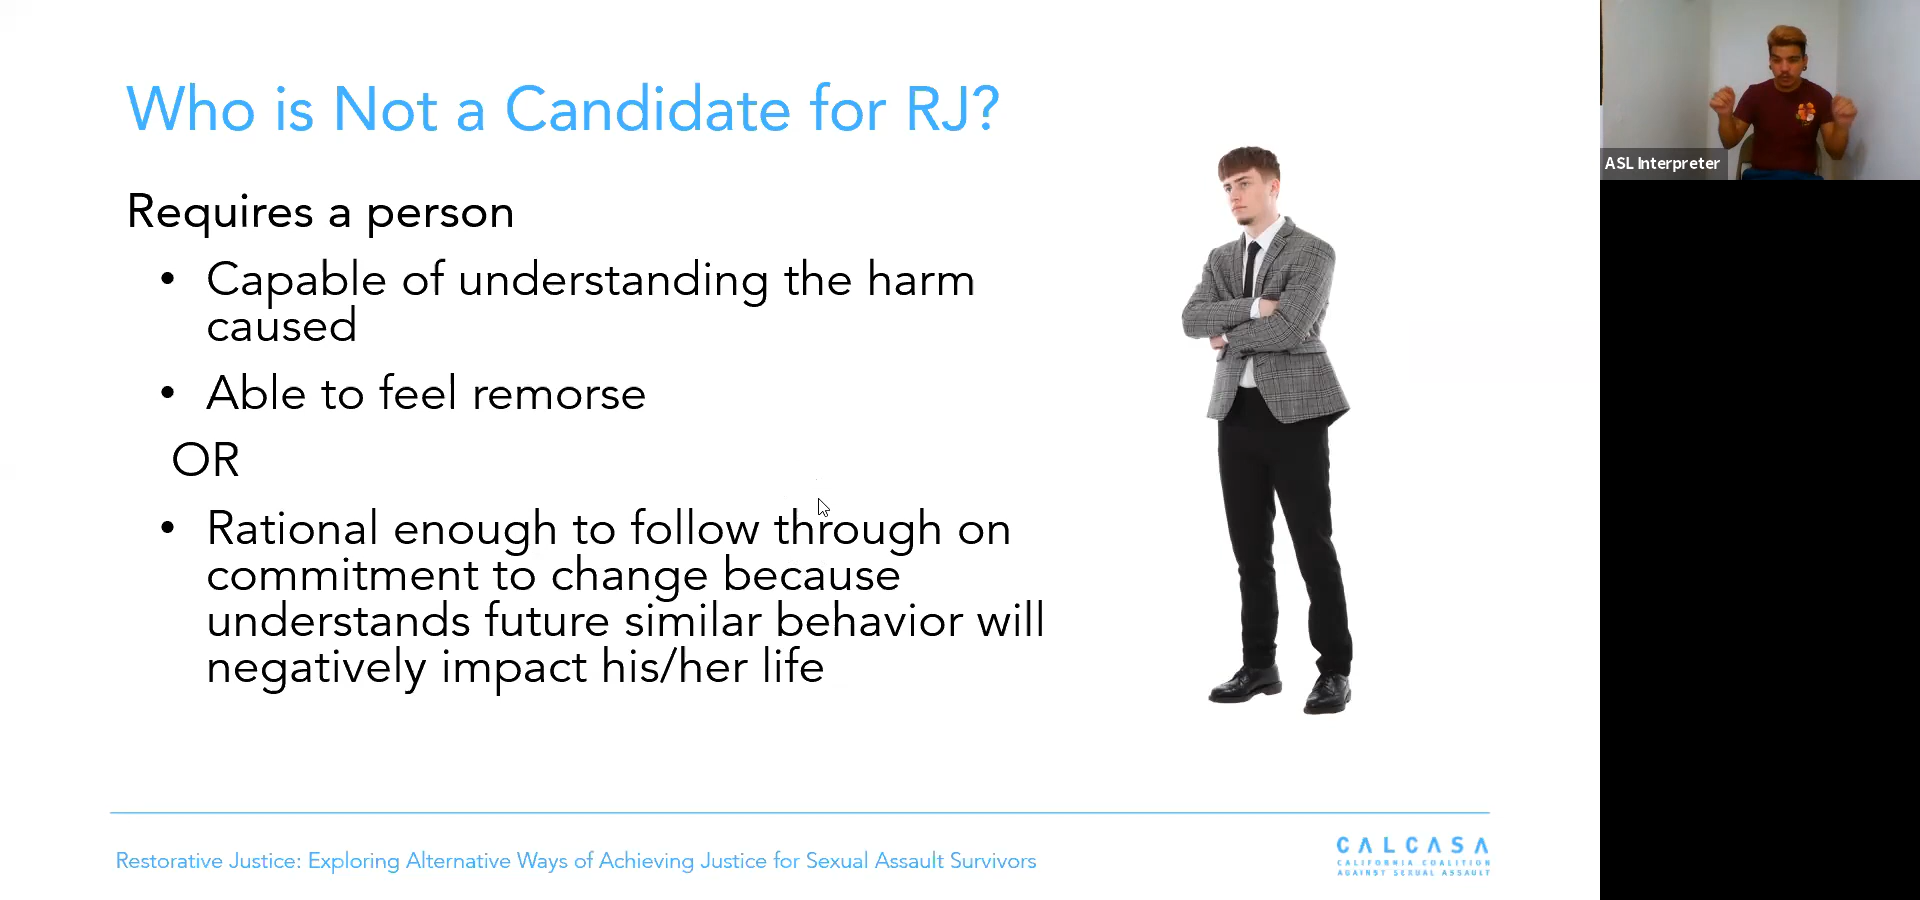 Who is Not a Candidate for RJ?
Requires a person
• Capable of understanding the harm
caused
• Able to feel remorse
OR
• Rational enough to follow through on
commitment to change because
understands future similar behavior will
negatively impact his/her life
Restorative Justice: Exploring Alternative Ways of Achieving Justice for Sexual Assault Survivors
CALCASA
CALIFORNIA COALITION
AGAINST SEXUAL ASSAULT
ASL Interpreter